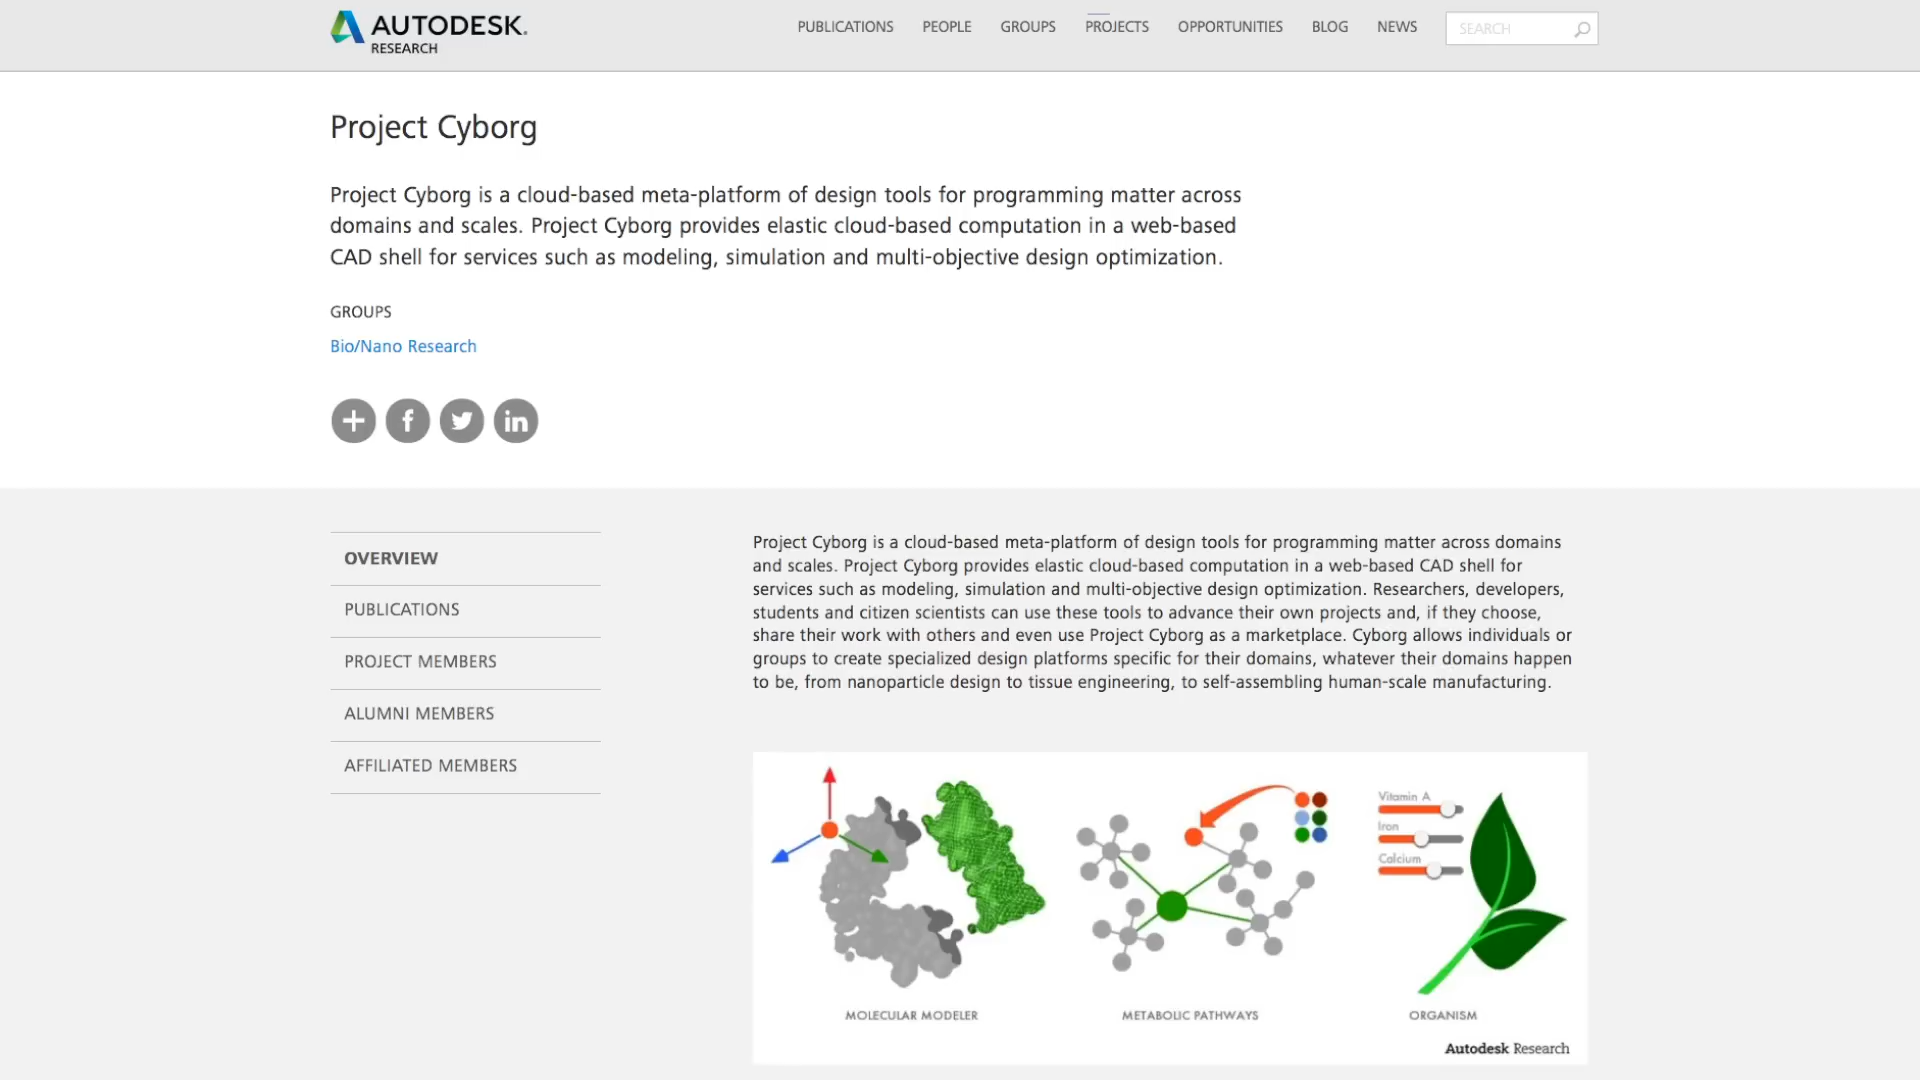 AUTODESK.
RESEARCH
PUBLICATIONS PEOPLE GROUPS PROJECTS OPPORTUNITIES BLOG NEWS SEARCH
Project Cyborg
Project Cyborg is a cloud-based meta-platform of design tools for programming matter across
domains and scales. Project Cyborg provides elastic cloud-based computation in a web-based
CAD shell for services such as modeling, simulation and multi-objective design optimization.
GROUPS
Bio/Nano Research
f in
OVERVIEW
PUBLICATIONS
PROJECT MEMBERS
ALUMNI MEMBERS
AFFILIATED MEMBERS
Project Cyborg is a cloud-based meta-platform of design tools for programming matter across domains
and scales. Project Cyborg provides elastic cloud-based computation in a web-based CAD shell for
services such as modeling, simulation and multi-objective design optimization. Researchers, developers,
students and citizen scientists can use these tools to advance their own projects and, if they choose,
share their work with others and even use Project Cyborg as a marketplace. Cyborg allows individuals or
groups to create specialized design platforms specific for their domains, whatever their domains happen
to be, from nanoparticle design to tissue engineering, to self-assembling human-scale manufacturing.
Vitamin A
Iron
Calcium
MOLECULAR MODELER METABOLIC PATHWAYS ORGANISM
Autodesk Research